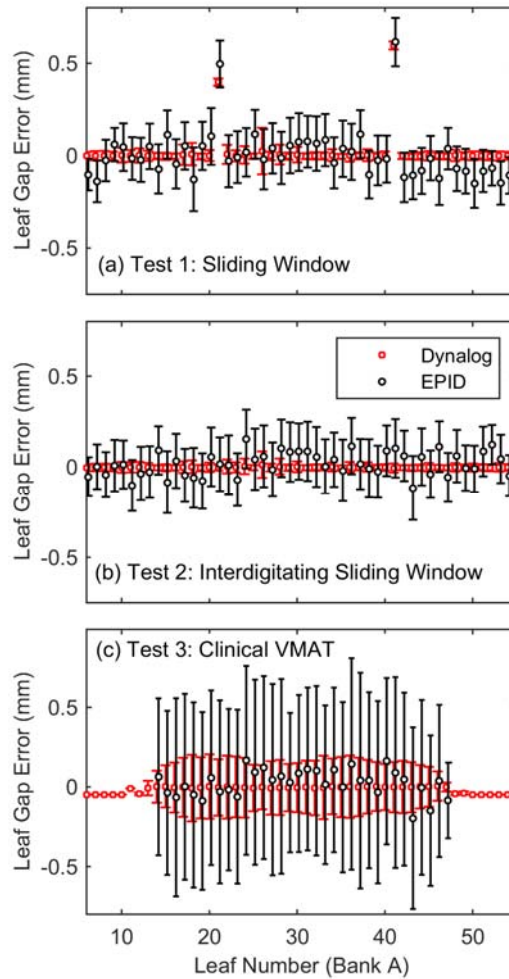 0.5
0
-0.5
Leaf Gap Error (mm)
(a) Test 1: Sliding Window
0.5
0
-0.5
Leaf Gap Error (mm)
Dynalog
EPID
(b) Test 2: Interdigitating Sliding Window
(c) Test 3: Clinical VMAT
0.5
0
-0.5
Leaf Gap Error (mm)
10 20 30 40 50
Leaf Number (Bank A)